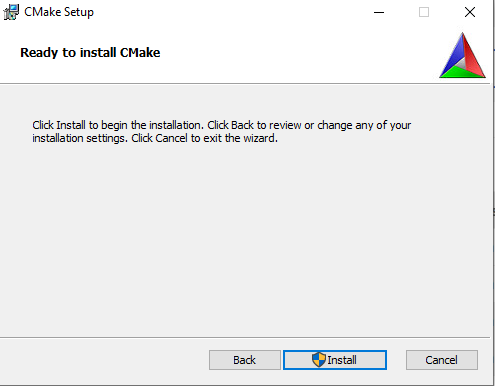 CMake Setup
Ready to install CMake
Click Install to begin the installation. Click Back to review or change any of your
installation settings. Click Cancel to exit the wizard.
Back
Install
Cancel